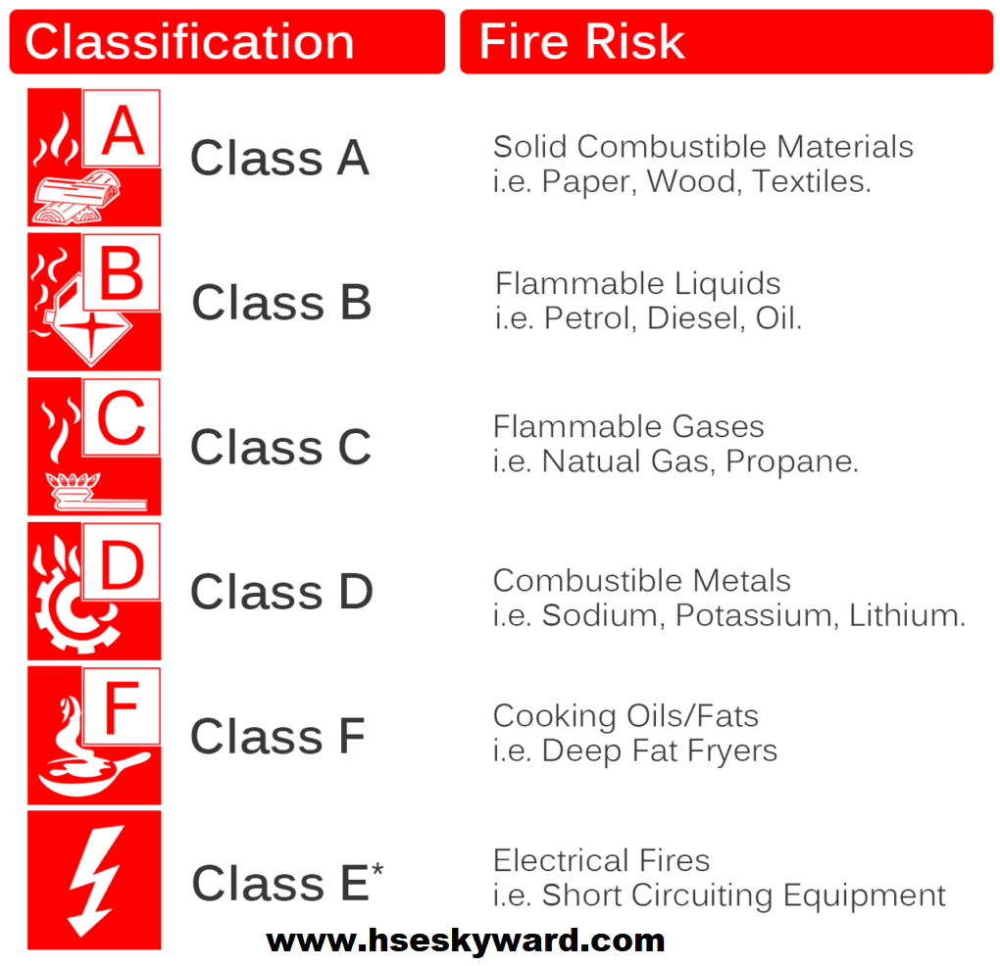 Classification
Fire Risk
A
Class A
Solid Combustible Materials
i.e. Paper, Wood, Textiles.
B
Class B
Flammable Liquids
i.e. Petrol, Diesel, Oil.
C
Class C
Flammable Gases
i.e. Natual Gas, Propane.
D
Class D
Combustible Metals
i.e. Sodium, Potassium, Lithium.
F
Class F
Cooking Oils/Fats
i.e. Deep Fat Fryers
Class E*
Electrical Fires
i.e. Short Circuiting Equipment
www.hseskyward.com